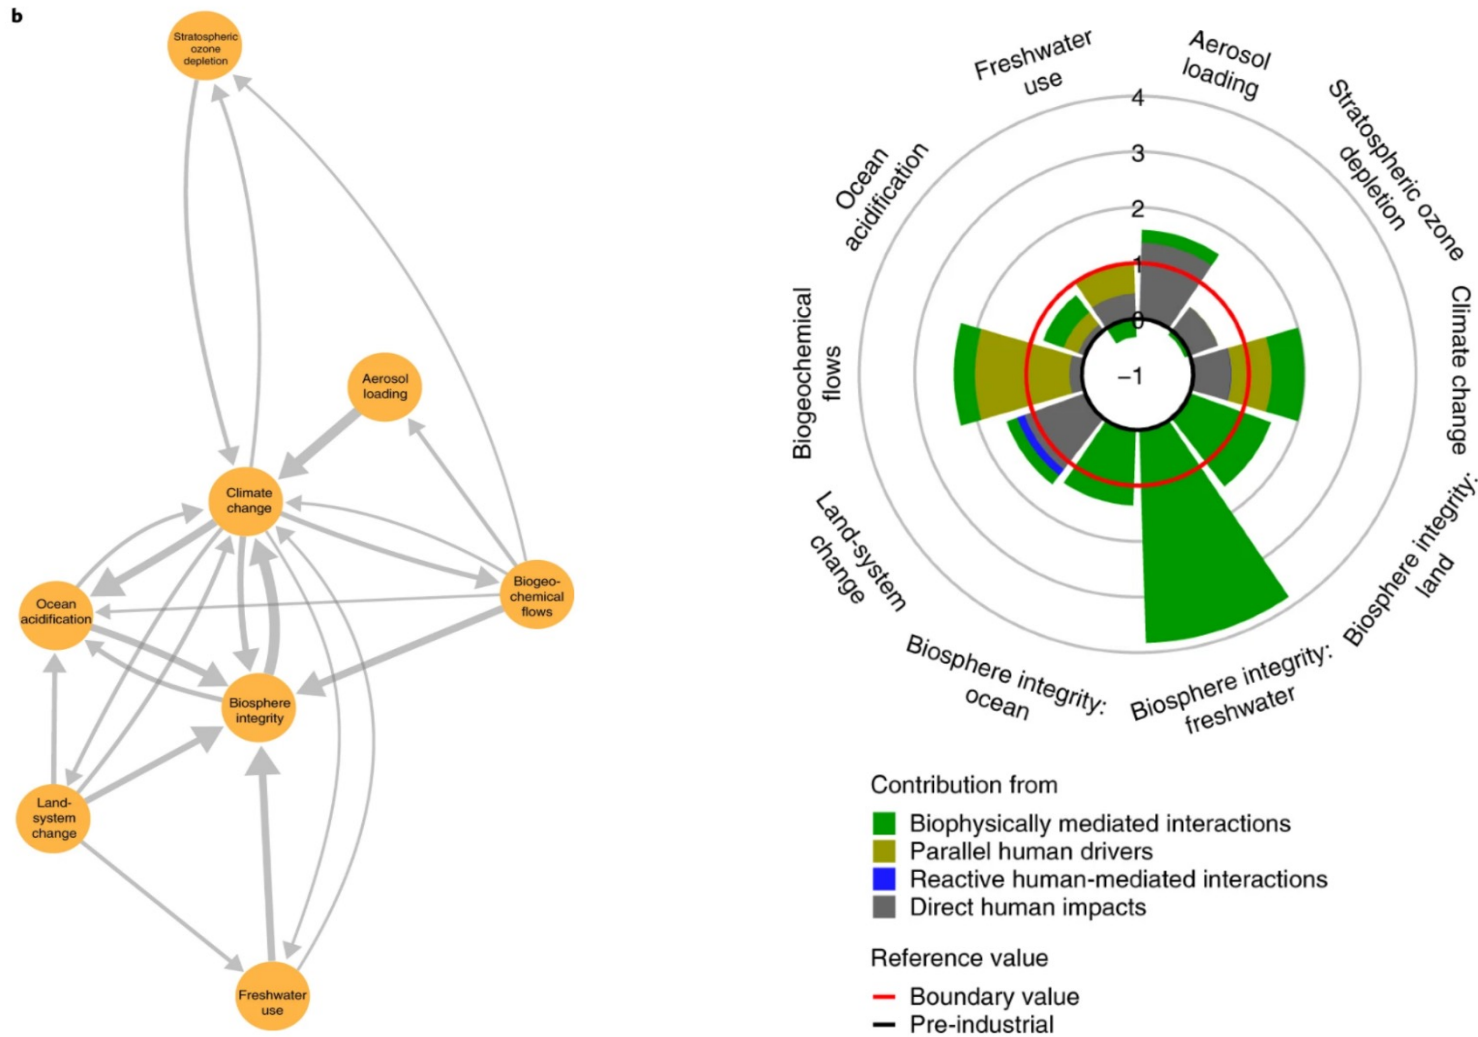 b
Stratospheric
ozone
depletion
Aerosol
loading
Climate
change
Biogeo-
chemical
flows
Ocean
acidification
Biosphere
integrity
Land-
system
change
Freshwater
use
Freshwater
use
Aerosol
loading
Stratospheric ozone
depletion
Climate change
Biosphere integrity:
land
Biosphere integrity:
freshwater
Biosphere integrity:
ocean
Land-system
change
Biogeochemical
flows
Ocean
acidification
4
3
2
1
0
−1
Contribution from
Biophysically mediated interactions
Parallel human drivers
Reactive human-mediated interactions
Direct human impacts
Reference value
Boundary value
Pre-industrial